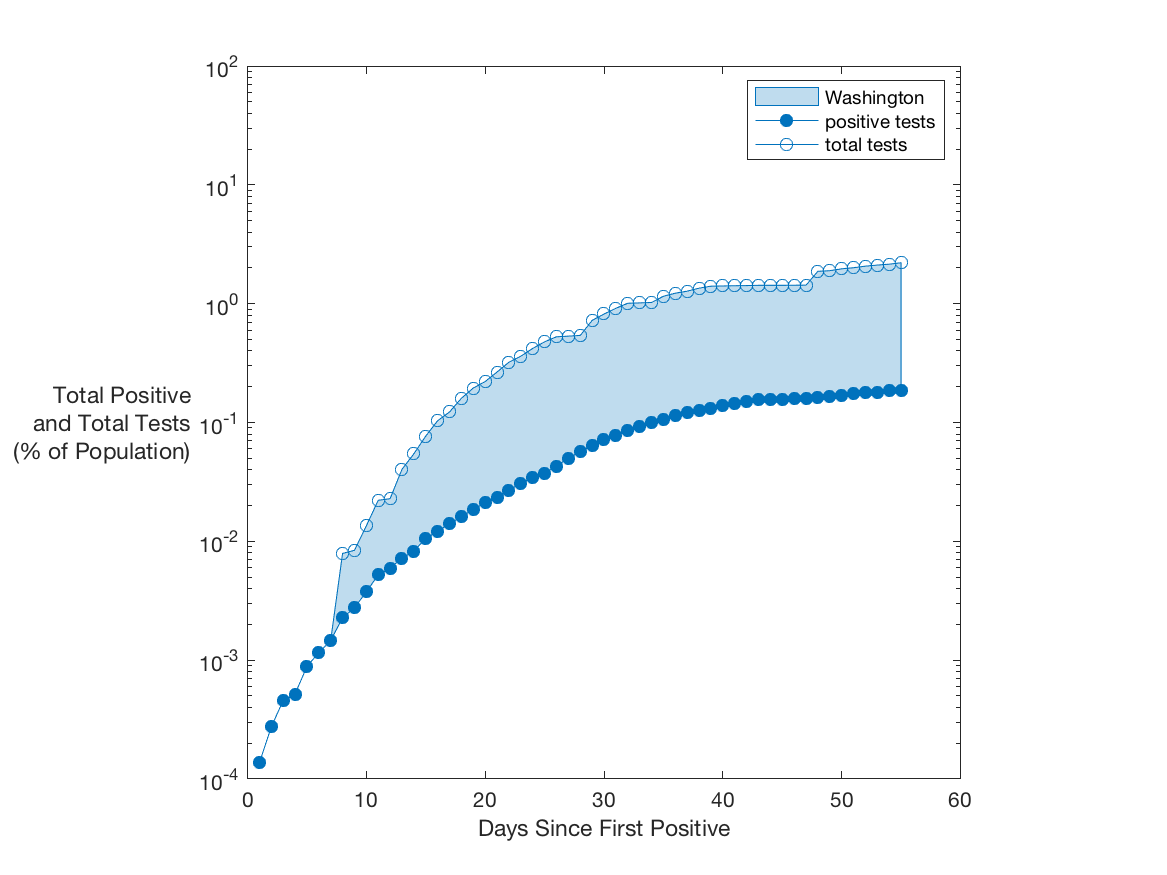 10^2
10^1
10^0
10^-1
10^-2
10^-3
10^-4
Total Positive
and Total Tests
(% of Population)
Washington
positive tests
total tests
0 10 20 30 40 50 60
Days Since First Positive